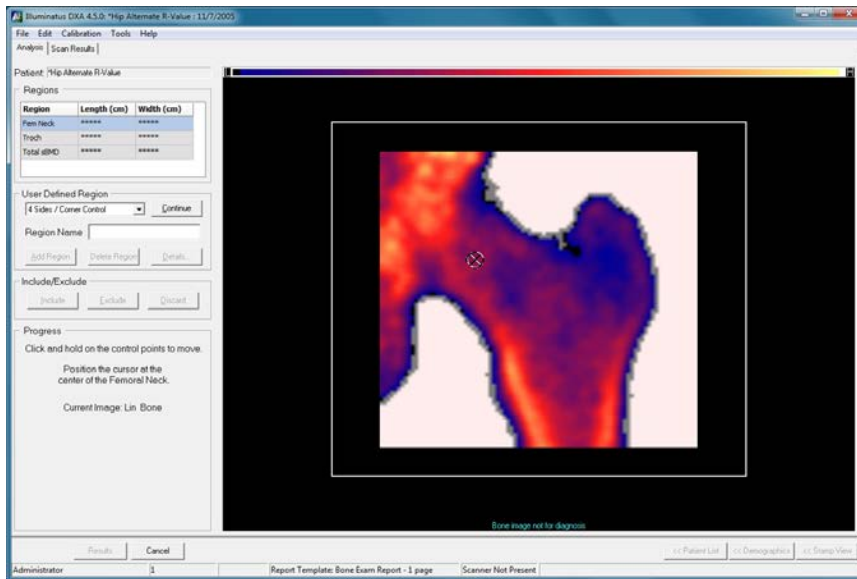 Illuminatus DXA 4.5.0: *Hip Alternate R-Value : 11/7/2005
File Edit Calibration Tools Help
Analysis Scan Results
Patient *Hip Alternate R-Value
Regions
Region Length (cm) Width (cm)
Fem Neck ***** *****
Troch ***** *****
Total sBMD ***** *****
User Defined Region
4 Sides / Corner Control Continue
Region Name
Add Region Delete Region Details...
Include/Exclude
Include Exclude Discard
Progress
Click and hold on the control points to move.
Position the cursor at the
center of the Femoral Neck.
Current Image: Lin Bone
Bone image not for diagnosis
Results Cancel << Patient List << Demographics << Stamp View
Administrator 1 Report Template: Bone Exam Report - 1 page Scanner Not Present